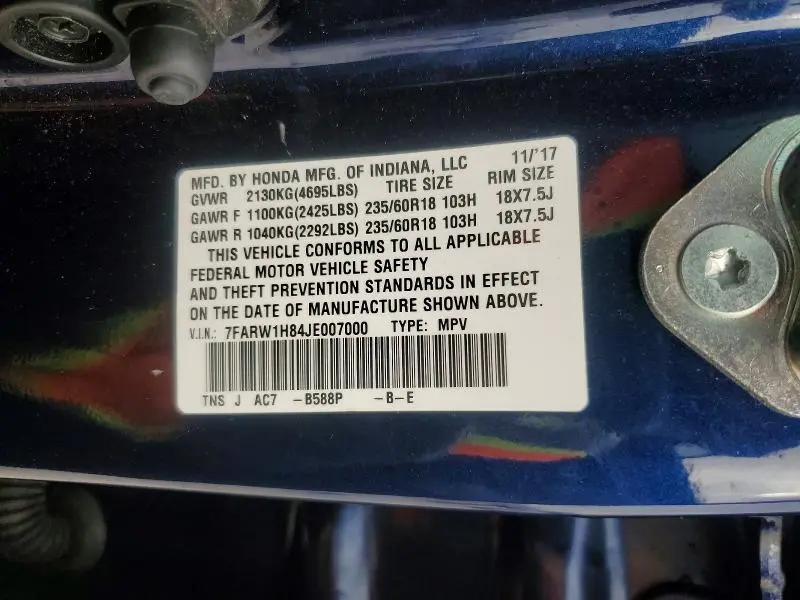 MFD. BY HONDA MFG. OF INDIANA, LLC 11/'17
GVWR 2130KG(4695LBS) TIRE SIZE RIM SIZE
GAWR F 1100KG(2425LBS) 235/60R18 103H 18X7.5J
GAWR R 1040KG(2292LBS) 235/60R18 103H 18X7.5J
THIS VEHICLE CONFORMS TO ALL APPLICABLE
FEDERAL MOTOR VEHICLE SAFETY
AND THEFT PREVENTION STANDARDS IN EFFECT
ON THE DATE OF MANUFACTURE SHOWN ABOVE.
V.I.N.: 7FARW1H84JE007000 TYPE: MPV
TNS J AC7 -B588P -B-E